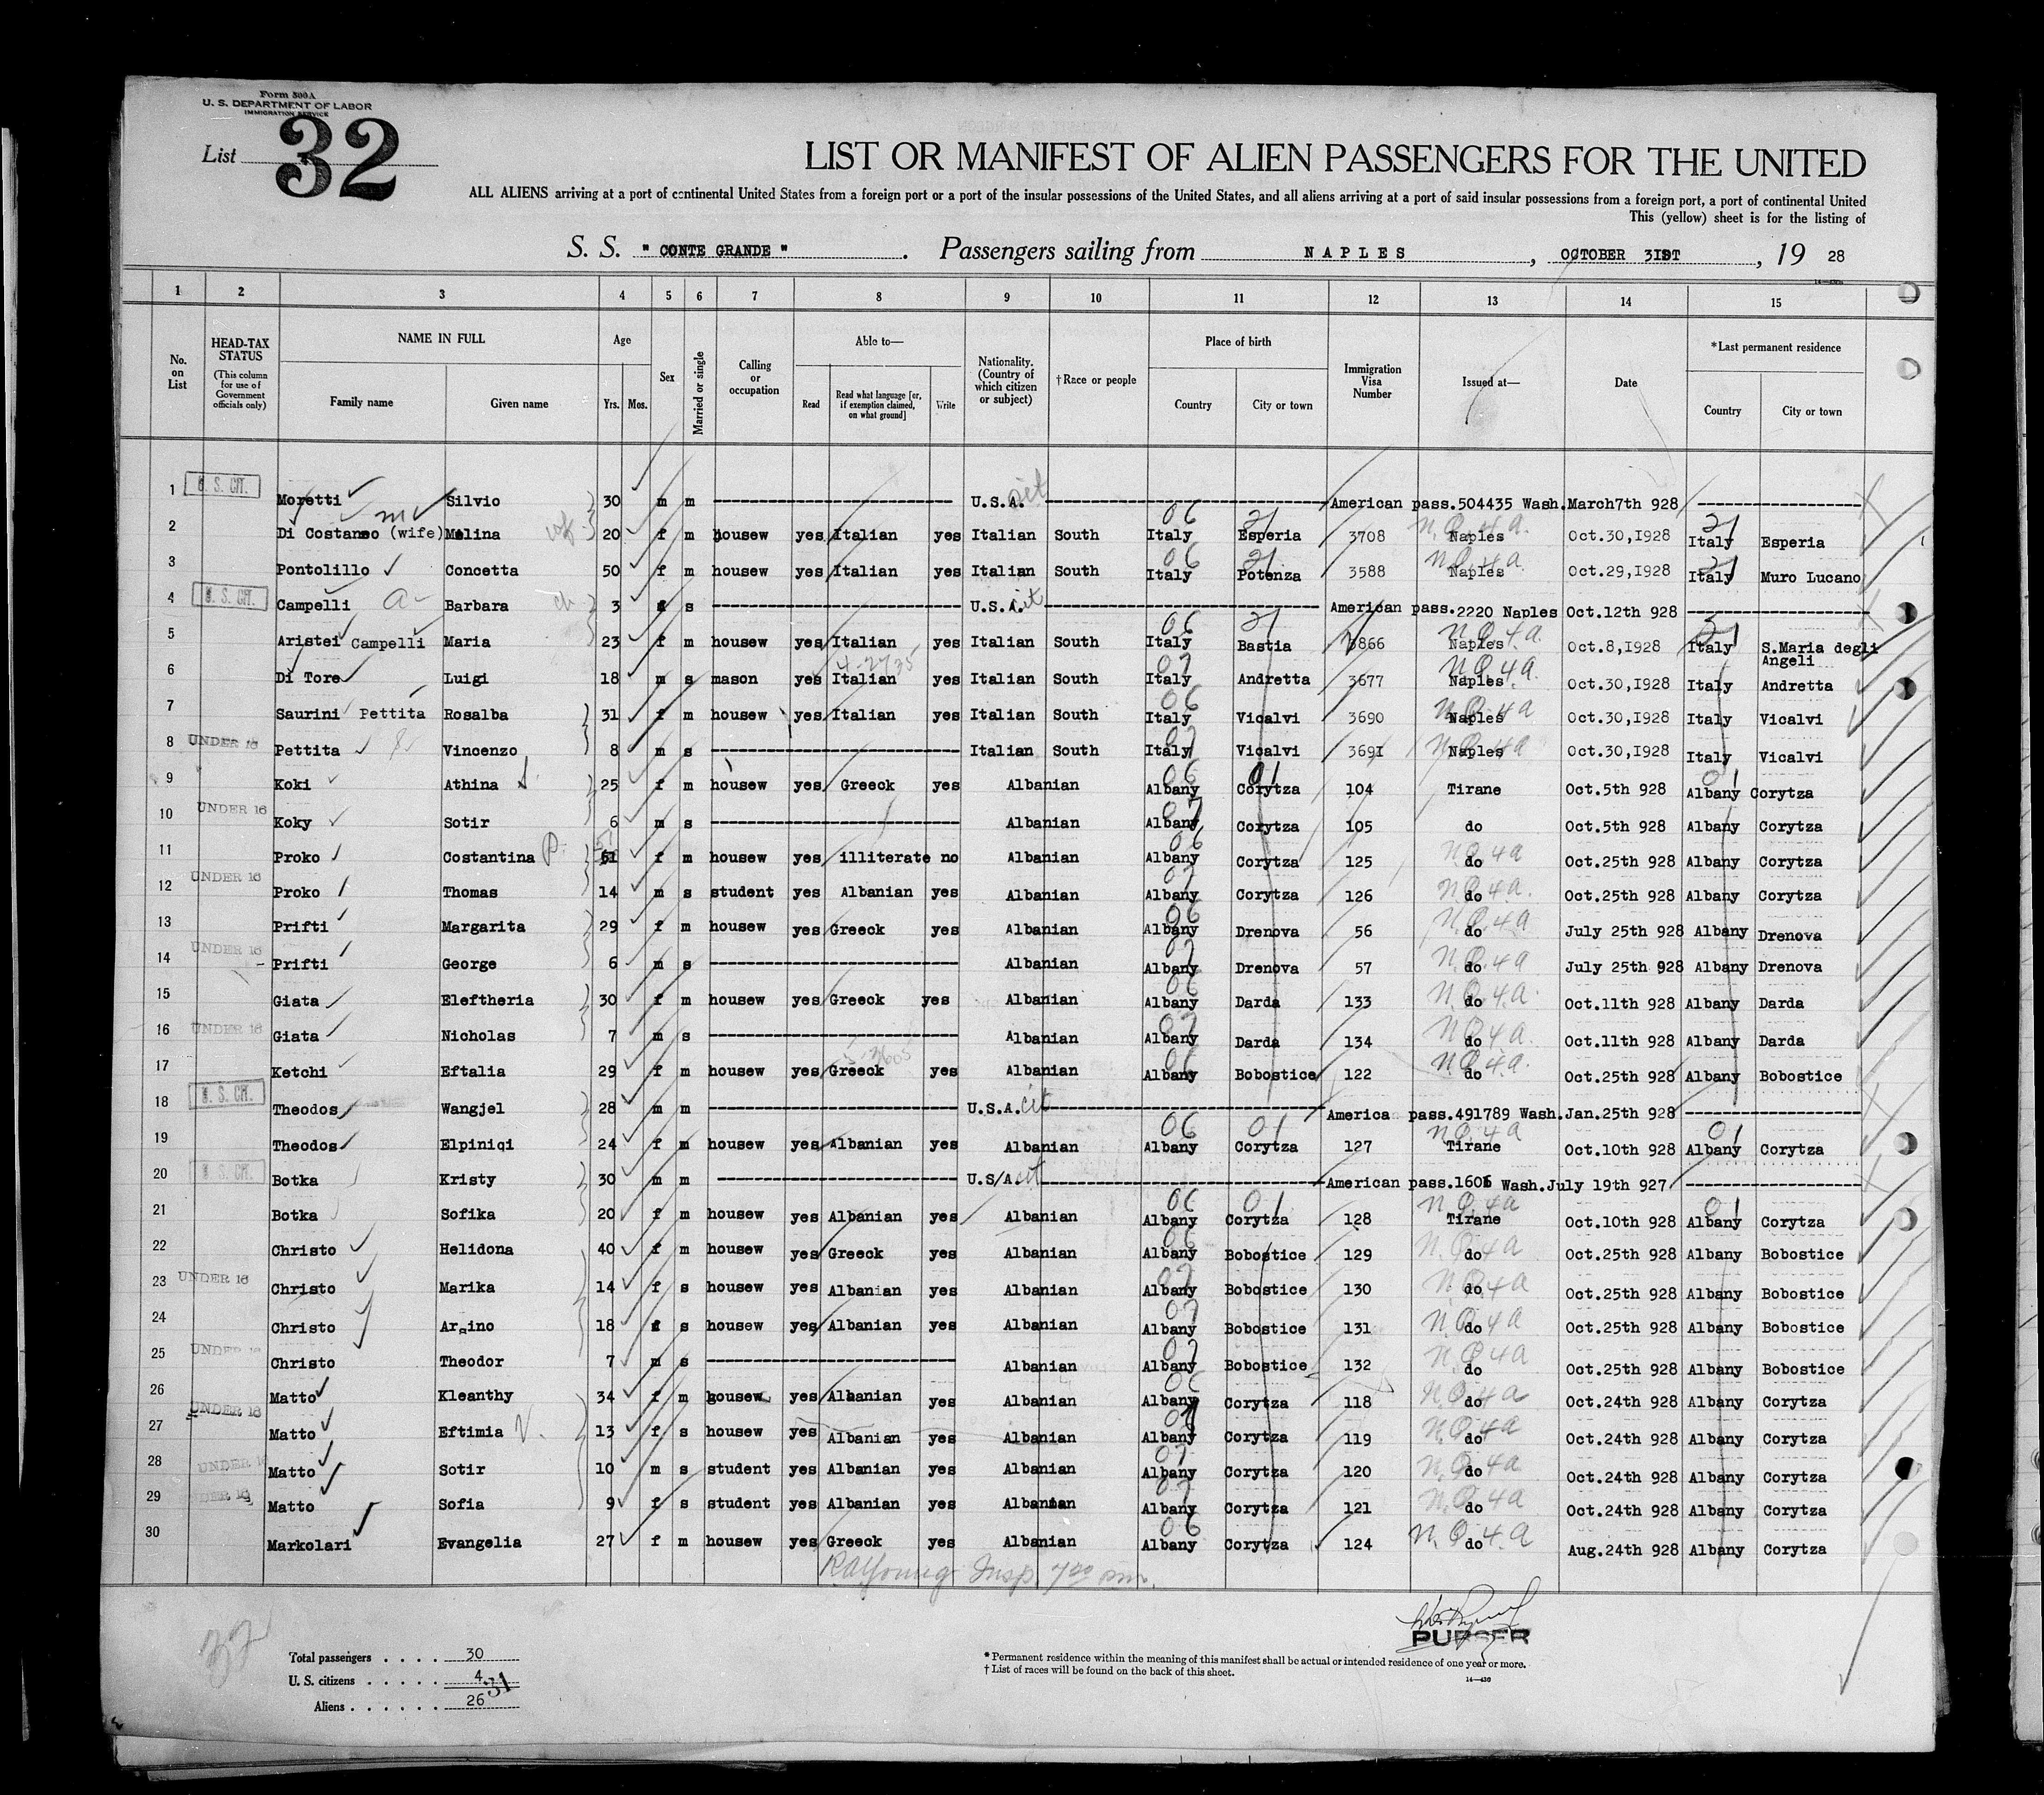 Form 500A
U. S. DEPARTMENT OF LABOR
IMMIGRATION SERVICE
List 32
LIST OR MANIFEST OF ALIEN PASSENGERS FOR THE UNITED
ALL ALIENS arriving at a port of continental United States from a foreign port or a port of the insular possessions of the United States, and all aliens arriving at a port of said insular possessions from a foreign port, a port of continental United
This (yellow) sheet is for the listing of
S. S. " CONTE GRANDE " . Passengers sailing from NAPLES , OCTOBER 31ST , 19 28
1 2 3 4 5 6 7 8 9 10 11 12 13 14 15
No. on List HEAD-TAX STATUS (This column for use of Government officials only) NAME IN FULL Family name Given name Age Yrs. Mos. Sex Married or single Calling or occupation Able to— Read Read what language [or, if exemption claimed, on what ground] Write Nationality. (Country of which citizen or subject) †Race or people Place of birth Country City or town Immigration Visa Number Issued at— Date *Last permanent residence Country City or town
1 U. S. CIT. Moretti Silvio 30 m m U.S.A. cit American pass.504435 Wash. March7th 928
2 Di Costanzo (wife) Melina wf 20 f m housew yes Italian yes Italian South Italy Esperia 3708 Naples Oct.30,1928 Italy Esperia
3 Pontolillo Concetta 50 f m housew yes Italian yes Italian South Italy Potenza 3588 Naples Oct.29,1928 Italy Muro Lucano
4 U. S. CIT. Campelli a Barbara ch 3 f s U.S.A. cit American pass.2220 Naples Oct.12th 928
5 Aristei Campelli Maria 23 f m housew yes Italian yes Italian South Italy Bastia 3866 Naples Oct.8,1928 Italy S.Maria degli Angeli
6 Di Tore Luigi 18 m s mason yes Italian yes Italian South Italy Andretta 3677 Naples Oct.30,1928 Italy Andretta
7 Saurini Pettita Rosalba 31 f m housew yes Italian yes Italian South Italy Vicalvi 3690 Naples Oct.30,1928 Italy Vicalvi
8 UNDER 16 Pettita Vincenzo 8 m s Italian South Italy Vicalvi 3691 Naples Oct.30,1928 Italy Vicalvi
9 Koki Athina 25 f m housew yes Greeck yes Albanian Albany Corytza 104 Tirane Oct.5th 928 Albany Corytza
10 UNDER 16 Koky Sotir 6 m s Albanian Albany Corytza 105 do Oct.5th 928 Albany Corytza
11 Proko Costantina 51 f m housew yes illiterate no Albanian Albany Corytza 125 do Oct.25th 928 Albany Corytza
12 UNDER 16 Proko Thomas 14 m s student yes Albanian yes Albanian Albany Corytza 126 do Oct.25th 928 Albany Corytza
13 Prifti Margarita 29 f m housew yes Greeck yes Albanian Albany Drenova 56 do July 25th 928 Albany Drenova
14 UNDER 16 Prifti George 6 m s Albanian Albany Drenova 57 do July 25th 928 Albany Drenova
15 Giata Eleftheria 30 f m housew yes Greeck yes Albanian Albany Darda 133 do Oct.11th 928 Albany Darda
16 UNDER 16 Giata Nicholas 7 m s Albanian Albany Darda 134 do Oct.11th 928 Albany Darda
17 Ketchi Eftalia 29 f m housew yes Greeck yes Albanian Albany Bobostice 122 do Oct.25th 928 Albany Bobostice
18 U. S. CIT. Theodos Wangjel 28 m m U.S.A. cit America pass.491789 Wash.Jan.25th 928
19 Theodos Elpiniqi 24 f m housew yes Albanian yes Albanian Albany Corytza 127 Tirane Oct.10th 928 Albany Corytza
20 U. S. CIT. Botka Kristy 30 m m U.S/A. cit American pass.1601 Wash.July 19th 927
21 Botka Sofika 20 f m housew yes Albanian yes Albanian Albany Corytza 128 Tirane Oct.10th 928 Albany Corytza
22 Christo Helidona 40 f m housew yes Greeck yes Albanian Albany Bobostice 129 do Oct.25th 928 Albany Bobostice
23 UNDER 16 Christo Marika 14 f s housew yes Albanian yes Albanian Albany Bobostice 130 do Oct.25th 928 Albany Bobostice
24 Christo Arsino 18 f s housew yes Albanian yes Albanian Albany Bobostice 131 do Oct.25th 928 Albany Bobostice
25 UNDER 16 Christo Theodor 7 m s Albanian Albany Bobostice 132 do Oct.25th 928 Albany Bobostice
26 Matto Kleanthy 34 f m housew yes Albanian yes Albanian Albany Corytza 118 do Oct.24th 928 Albany Corytza
27 UNDER 16 Matto Eftimia 13 f s housew yes Albanian yes Albanian Albany Corytza 119 do Oct.24th 928 Albany Corytza
28 UNDER 16 Matto Sotir 10 m s student yes Albanian yes Albanian Albany Corytza 120 do Oct.24th 928 Albany Corytza
29 UNDER 16 Matto Sofia 9 f s student yes Albanian yes Albanian Albany Corytza 121 do Oct.24th 928 Albany Corytza
30 Markolari Evangelia 27 f m housew yes Greeck yes Albanian Albany Corytza 124 do Aug.24th 928 Albany Corytza
Insp.
PURSER
37
Total passengers . . . . 30
U. S. citizens . . . . . 4
Aliens . . . . . . 26
31
* Permanent residence within the meaning of this manifest shall be actual or intended residence of one year or more.
† List of races will be found on the back of this sheet.
14—430